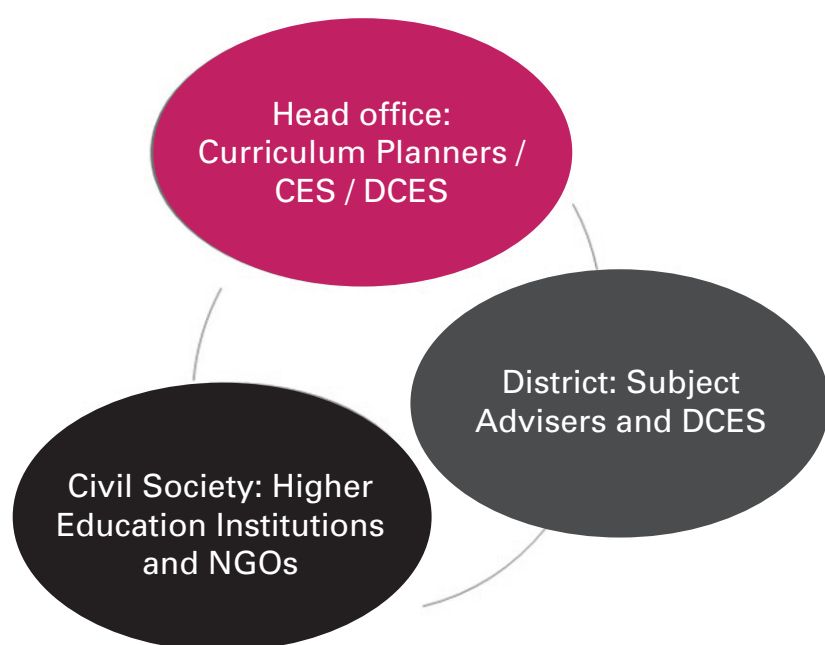 Head office:
Curriculum Planners /
CES / DCES
District: Subject
Advisers and DCES
Civil Society: Higher
Education Institutions
and NGOs